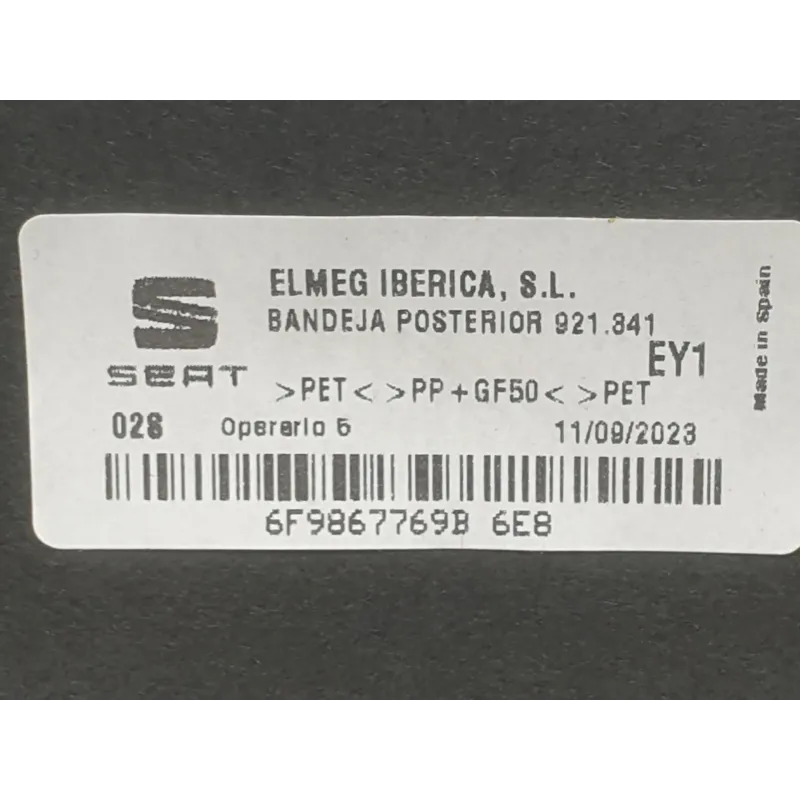 ELMEG IBERICA, S.L.
BANDEJA POSTERIOR 921.841
EY1
SEAT
>PET< >PP+GF50< >PET
028 Operario 6 11/09/2023
6F9867769B 6E8
Made in Spain